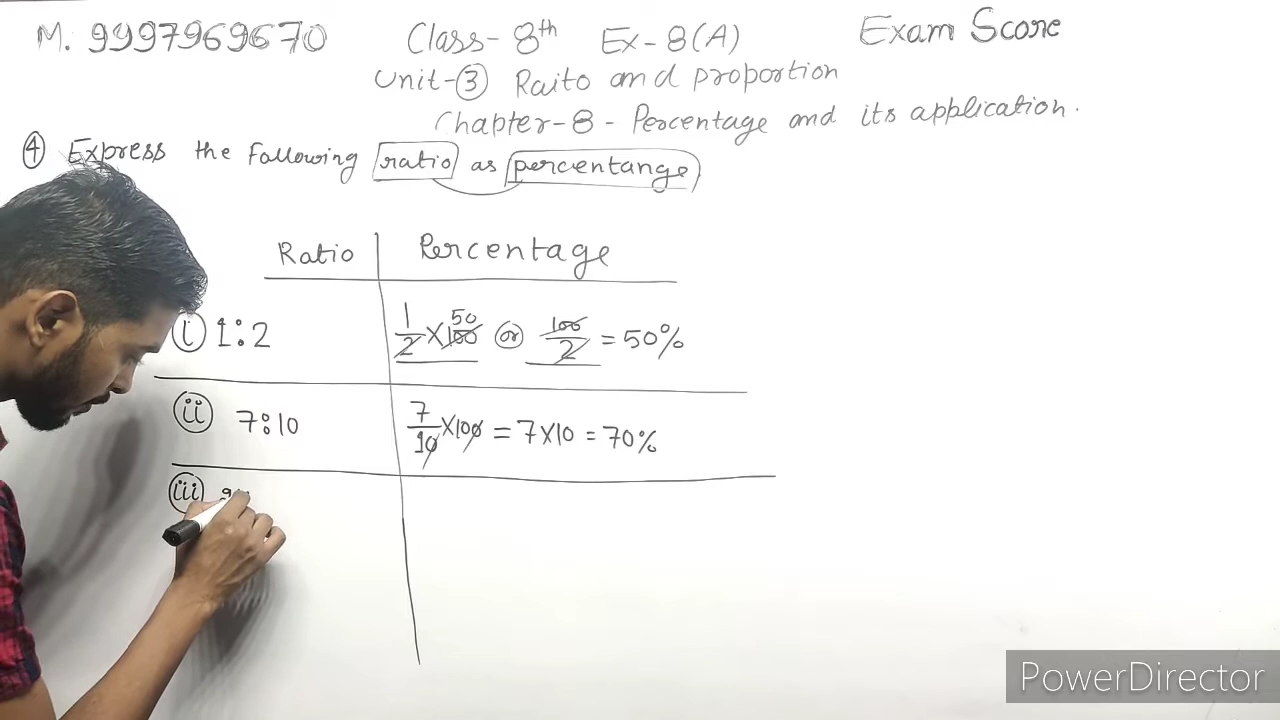 M. 9997969670 Class- 8th Ex-8(A) Exam Score
Unit-③ Raito and proportion
Chapter-8 - Percentage and its application.
④ Express the Following ratio as percentange
Ratio Percentage
(i) 1:2 1/2 × 100 50 (or) 100/2 = 50%
(ii) 7:10 7/10 × 100 = 7×10 = 70%
(iii)
PowerDirector